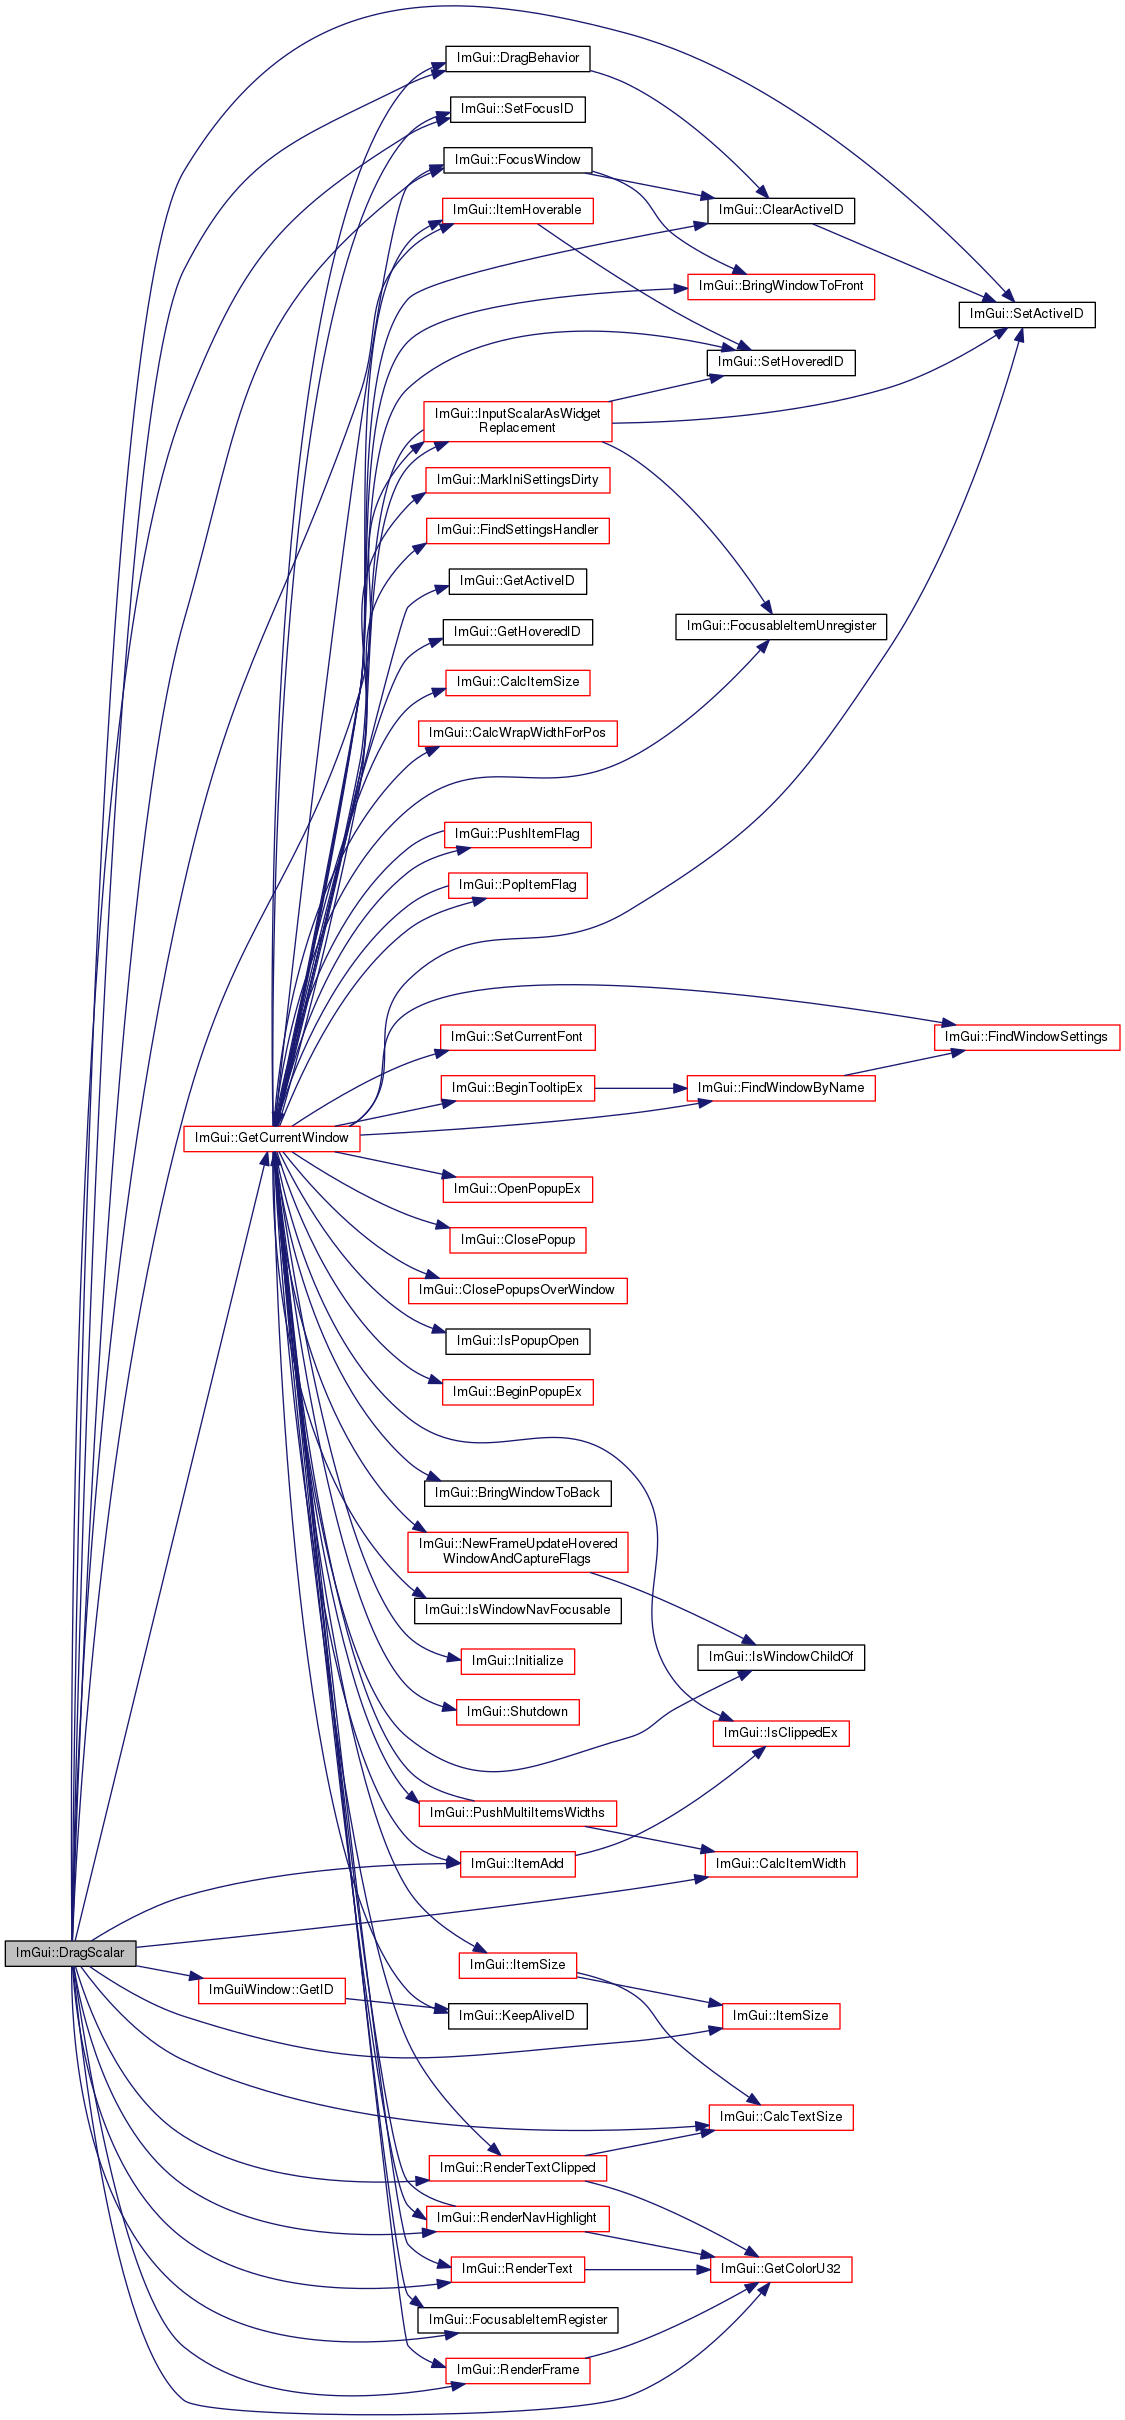 ImGui::DragBehavior
ImGui::SetFocusID
ImGui::FocusWindow
ImGui::ItemHoverable
ImGui::ClearActiveID
ImGui::BringWindowToFront
ImGui::SetActiveID
ImGui::SetHoveredID
ImGui::InputScalarAsWidget
Replacement
ImGui::MarkIniSettingsDirty
ImGui::FindSettingsHandler
ImGui::GetActiveID
ImGui::GetHoveredID
ImGui::FocusableItemUnregister
ImGui::CalcItemSize
ImGui::CalcWrapWidthForPos
ImGui::PushItemFlag
ImGui::PopItemFlag
ImGui::SetCurrentFont
ImGui::FindWindowSettings
ImGui::BeginTooltipEx
ImGui::FindWindowByName
ImGui::GetCurrentWindow
ImGui::OpenPopupEx
ImGui::ClosePopup
ImGui::ClosePopupsOverWindow
ImGui::IsPopupOpen
ImGui::BeginPopupEx
ImGui::BringWindowToBack
ImGui::NewFrameUpdateHovered
WindowAndCaptureFlags
ImGui::IsWindowNavFocusable
ImGui::IsWindowChildOf
ImGui::Initialize
ImGui::Shutdown
ImGui::IsClippedEx
ImGui::PushMultiItemsWidths
ImGui::ItemAdd
ImGui::CalcItemWidth
ImGui::DragScalar
ImGui::ItemSize
ImGuiWindow::GetID
ImGui::KeepAliveID
ImGui::ItemSize
ImGui::CalcTextSize
ImGui::RenderTextClipped
ImGui::RenderNavHighlight
ImGui::RenderText
ImGui::GetColorU32
ImGui::FocusableItemRegister
ImGui::RenderFrame